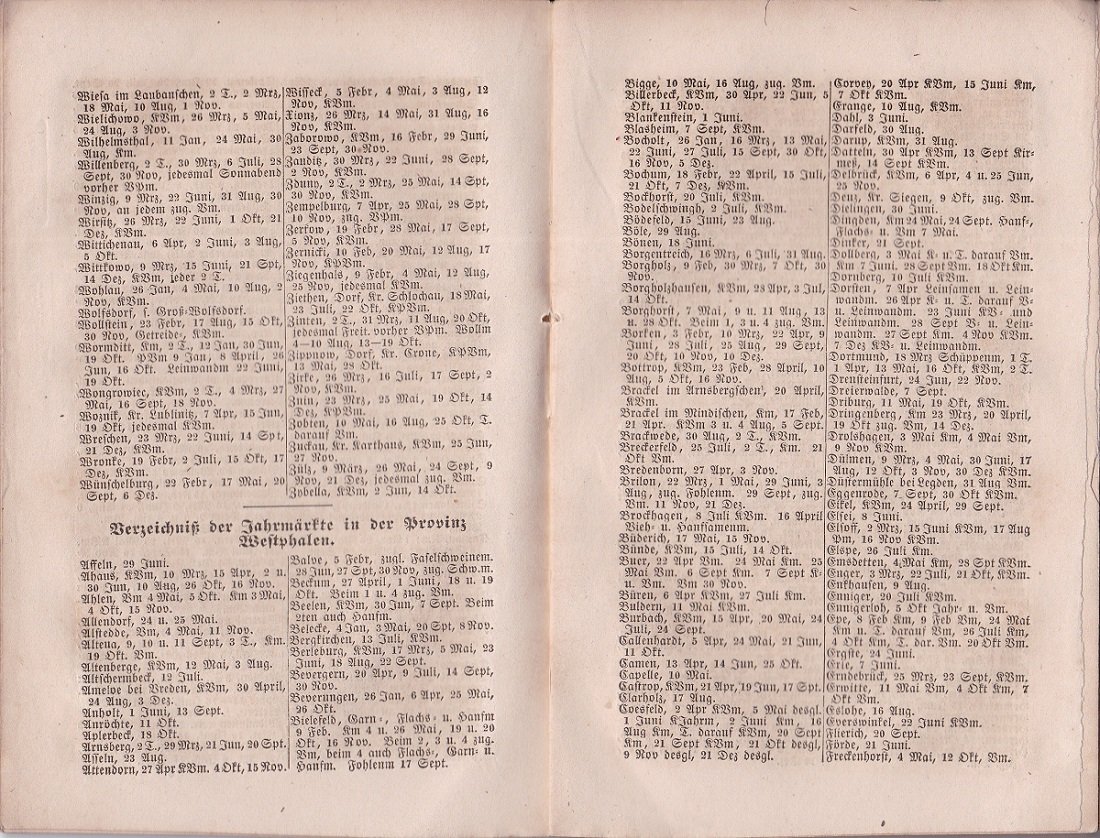 Wiesa im Laubanschen, 2 T., 2 Mrz,
18 Mai, 10 Aug, 1 Nov.
Wielichowo, KVm, 26 Mrz, 5 Mai,
24 Aug, 3 Nov.
Wilhelmsthal, 11 Jan, 24 Mai, 30
Aug, Km.
Willenberg, 2 T., 30 Mrz, 6 Juli, 28
Sept, 30 Nov, jedesmal Sonnabend
vorher VPm.
Winzig, 9 Mrz, 22 Juni, 31 Aug, 30
Nov, an jedem zug. Vm.
Wirsitz, 26 Mrz, 22 Juni, 1 Okt, 21
Dez, KVm.
Wittichenau, 6 Apr, 2 Juni, 3 Aug,
5 Okt.
Wittkowo, 9 Mrz, 15 Juni, 21 Spt,
14 Dez, KVm, jeder 2 T.
Wohlau, 26 Jan, 4 Mai, 10 Aug, 2
Nov, KVm.
Wolfsdorf, s. Groß-Wolfsdorf.
Wollstein, 23 Febr, 17 Aug, 15 Okt,
30 Nov, Getreide-, KVm.
Wormditt, Km, 2 T., 12 Jan, 30 Jun,
19 Okt. PVm 9 Jan, 8 April, 26
Jun, 16 Okt. Leinwandm 22 Juni,
19 Okt.
Wongrowiec, KVm, 2 T., 4 Mrz, 27
Mai, 16 Sept, 18 Nov.
Woznik, Kr. Lublinitz, 7 Apr, 15 Jun,
19 Okt, jedesmal KVm.
Wreschen, 23 Mrz, 22 Juni, 14 Spt,
21 Dez, KVm.
Wronke, 19 Febr, 2 Juli, 15 Okt, 17
Dez, KVm.
Wünschelburg, 22 Febr, 17 Mai, 20
Sept, 6 Dez.
Wisseck, 5 Febr, 4 Mai, 3 Aug, 12
Nov, KVm.
Xionz, 26 Mrz, 14 Mai, 31 Aug, 16
Nov, KVm.
Zaborowo, KVm, 16 Febr, 29 Juni,
23 Sept, 30 Nov.
Zanditz, 30 Mrz, 22 Juni, 28 Sept,
2 Nov, KVm.
Zduny, 2 T., 2 Mrz, 25 Mai, 14 Spt,
30 Nov, KVm.
Zempelburg, 7 Apr, 25 Mai, 28 Spt,
10 Nov, zug. VPm.
Zerkow, 19 Febr, 28 Mai, 17 Sept,
5 Nov, KVm.
Zernicki, 10 Feb, 20 Mai, 12 Aug, 17
Nov, KPVm.
Ziegenhals, 9 Febr, 4 Mai, 12 Aug,
25 Nov, jedesmal KVm.
Ziethen, Dorf, Kr. Schlochau, 18 Mai,
23 Juli, 22 Okt, KPVm.
Zinten, 2 T., 31 Mrz, 11 Aug, 20 Okt,
jedesmal Freit. vorher VPm. Wollm
4—10 Aug, 13—19 Okt.
Zippnow, Dorf, Kr. Crone, KPVm,
13 Mai, 28 Okt.
Zirke, 26 Mrz, 16 Juli, 17 Sept, 2
Nov, KVm.
Znin, 23 Mrz, 25 Mai, 19 Okt, 14
Dez, KPVm.
Zobten, 10 Mai, 16 Aug, 25 Okt, T.
darauf Vm.
Zuckau, Kr. Karthaus, KVm, 25 Jun,
27 Nov.
Zülz, 9 März, 26 Mai, 24 Sept, 9
Nov, 21 Dez, jedesmal zug. Vm.
Zybella, KVm, 2 Jun, 14 Okt.
Verzeichniß der Jahrmärkte in der Provinz
Westphalen.
Affeln, 29 Juni.
Ahaus, KVm, 10 Mrz, 15 Apr, 2 u.
30 Jun, 10 Aug, 26 Okt, 16 Nov.
Ahlen, Vm 4 Mai, 5 Okt. Km 3 Mai,
4 Okt, 15 Nov.
Allendorf, 24 u. 25 Mai.
Alstedde, Vm, 4 Mai, 11 Nov.
Altena, 9, 10 u. 11 Sept, 3 T., Km.
19 Okt. Vm.
Altenberge, KVm, 12 Mai, 3 Aug.
Altschermbeck, 12 Juli.
Amelve bei Vreden, KVm, 30 April,
24 Aug, 3 Dez.
Anholt, 1 Juni, 13 Sept.
Anröchte, 11 Okt.
Aplerbeck, 18 Okt.
Arnsberg, 2 T., 29 Mrz, 21 Jun, 20 Spt.
Asseln, 23 Aug.
Attendorn, 27 Apr KVm. 4 Okt, 15 Nov.
Balve, 5 Febr, zugl. Faselschweinem.
28 Jun, 27 Spt, 30 Nov, zug. Schw.m.
Beckum, 27 April, 1 Juni, 18 u. 19
Okt. Beim 1 u. 4 zug. Vm.
Beelen, KVm, 30 Jun, 7 Sept. Beim
2ten auch Hanfm.
Belecke, 4 Jan, 3 Mai, 20 Spt, 8 Nov.
Bergkirchen, 13 Juli, KVm.
Berleburg, KVm, 17 Mrz, 5 Mai, 23
Juni, 18 Aug, 22 Sept.
Bevergern, 20 Apr, 9 Juli, 14 Sept,
30 Nov.
Beverungen, 26 Jan, 6 Apr, 25 Mai,
26 Okt.
Bielefeld, Garn-, Flachs- u. Hanfm
9 Feb. Km 4 u. 26 Mai, 19 u. 20
Okt, 16 Nov. Beim 2, 3 u. 4 zug.
Vm, beim 4 auch Flachs-, Garn- u.
Hanfm. Fohlenm 17 Sept.
Bigge, 10 Mai, 16 Aug, zug. Vm.
Billerbeck, KVm, 30 Apr, 22 Jun, 5
Okt, 11 Nov.
Blankenstein, 1 Juni.
Blasheim, 7 Sept, KVm.
Bocholt, 26 Jan, 16 Mrz, 13 Mai,
22 Juni, 27 Juli, 15 Sept, 30 Okt,
16 Nov, 5 Dez.
Bochum, 18 Febr, 22 April, 15 Juli,
21 Okt, 7 Dez, KVm.
Bockhorst, 20 Juli, KVm.
Bodelschwingh, 2 Juli, KVm.
Bödefeld, 15 Juni, 23 Aug.
Böle, 29 Aug.
Bönen, 18 Juni.
Borgentreich, 16 Mrz, 6 Juli, 31 Aug.
Borgholz, 9 Feb, 30 Mrz, 7 Okt, 30
Nov.
Borgholzhausen, KVm, 28 Apr, 3 Jul,
14 Okt.
Borghorst, 7 Mai, 9 u. 11 Aug, 13
u. 28 Okt. Beim 1, 3 u. 4 zug. Vm.
Borken, 3 Febr, 10 Mrz, 22 Apr, 9
Juni, 28 Juli, 25 Aug, 29 Sept,
20 Okt, 10 Nov, 10 Dez.
Bottrop, KVm, 23 Feb, 28 April, 10
Aug, 5 Okt, 16 Nov.
Brackel im Arnsbergschen, 20 April,
KVm.
Brackel im Mindischen, Km, 17 Feb,
21 Apr. KVm 3 u. 4 Aug, 5 Sept.
Brackwede, 30 Aug, 2 T., KVm.
Breckerfeld, 25 Juli, 2 T., Km. 21
Okt Vm.
Bredenborn, 27 Apr, 3 Nov.
Brilon, 22 Mrz, 1 Mai, 29 Juni, 3
Aug, zug. Fohlenm. 29 Sept, zug.
Vm. 11 Nov, 21 Dez.
Brockhagen, 8 Juli KVm. 16 April
Vieh- u. Hanfsamenm.
Büderich, 17 Mai, 15 Nov.
Bünde, KVm, 15 Juli, 14 Okt.
Buer, 22 Apr Vm. 24 Mai Km. 25
Mai Vm. 6 Sept Km. 7 Sept K-
u. Vm. Vm 30 Nov.
Büren, 6 Apr KVm, 27 Juli Km.
Buldern, 11 Mai KVm.
Burbach, KVm, 15 Apr, 20 Mai, 24
Juli, 24 Sept.
Callenhardt, 5 Apr, 24 Mai, 21 Jun,
11 Okt.
Camen, 13 Apr, 14 Jun, 25 Okt.
Capelle, 10 Mai.
Castrop, KVm, 21 Apr, 19 Jun, 17 Spt.
Clarholz, 17 Aug.
Coesfeld, 2 Apr KVm, 5 Mai desgl.
1 Juni KJahrm, 2 Juni Km, 16
Aug Km, T. darauf KVm, 20 Sept
Km, 21 Sept KVm, 21 Okt desgl,
9 Nov desgl, 21 Dez desgl.
Corvey, 20 Apr KVm, 15 Juni Km,
7 Okt KVm.
Crange, 10 Aug, KVm.
Dahl, 3 Juni.
Darfeld, 30 Aug.
Darup, KVm, 31 Aug.
Datteln, 30 Apr KVm, 13 Sept Kir-
meß, 14 Sept KVm.
Delbrück, KVm, 6 Apr, 4 u. 25 Jun,
25 Nov.
Deuz, Kr. Siegen, 9 Okt, zug. Vm.
Dielingen, 30 Juni.
Dingden, Km 24 Mai, 24 Sept. Hanf-,
Flachs- u. Vm 7 Mai.
Dinker, 21 Sept.
Dollberg, 3 Mai K- u. T. darauf Vm.
Km 7 Juni. 28 Sept Vm. 18 Okt Km.
Dornberg, 10 Juli KVm.
Dorsten, 7 Apr Leinsamen u. Lein-
wandm. 26 Apr K- u. T. darauf V-
u. Leinwandm. 23 Juni KV- und
Leinwandm. 28 Sept V- u. Lein-
wandm. 27 Sept Km. 4 Nov KVm.
7 Dez KV- u. Leinwandm.
Dortmund, 18 Mrz Schüppenm, 1 T.
1 Apr, 13 Mai, 16 Okt, KVm, 2 T.
Drensteinfurt, 24 Jun, 22 Nov.
Dreierwalde, 7 Sept.
Driburg, 11 Mai, 19 Okt, KVm.
Dringenberg, Km 23 Mrz, 20 April,
19 Okt zug. Vm, 14 Dez.
Drolshagen, 3 Mai Km, 4 Mai Vm,
9 Nov KVm.
Dülmen, 9 Mrz, 4 Mai, 30 Juni, 17
Aug, 12 Okt, 3 Nov, 30 Dez KVm.
Düstermühle bei Legden, 31 Aug Vm.
Eggenrode, 7 Sept, 30 Okt KVm.
Eikel, KVm, 24 April, 29 Sept.
Elsei, 8 Juni.
Elsoff, 2 Mrz, 15 Juni KVm, 17 Aug
Pm, 16 Nov KVm.
Elspe, 26 Juli Km.
Emsdetten, 4 Mai Km, 28 Spt KVm.
Enger, 3 Mrz, 22 Juli, 21 Okt, KVm.
Enkhausen, 9 Aug.
Enniger, 20 Juli KVm.
Ennigerloh, 5 Okt Jahr- u. Vm.
Epe, 8 Feb Km, 9 Feb Vm, 24 Mai
Km u. T. darauf Vm, 26 Juli Km,
4 Okt Km, T. dar. Vm. 20 Okt Vm.
Ergste, 24 Juni.
Erle, 7 Juni.
Erndebrück, 25 Mrz, 23 Sept, KVm.
Erwitte, 11 Mai Vm, 4 Okt Km, 7
Okt Vm.
Eslohe, 16 Aug.
Everswinkel, 22 Juni KVm.
Flierich, 20 Sept.
Förde, 21 Juni.
Freckenhorst, 4 Mai, 12 Okt, Vm.